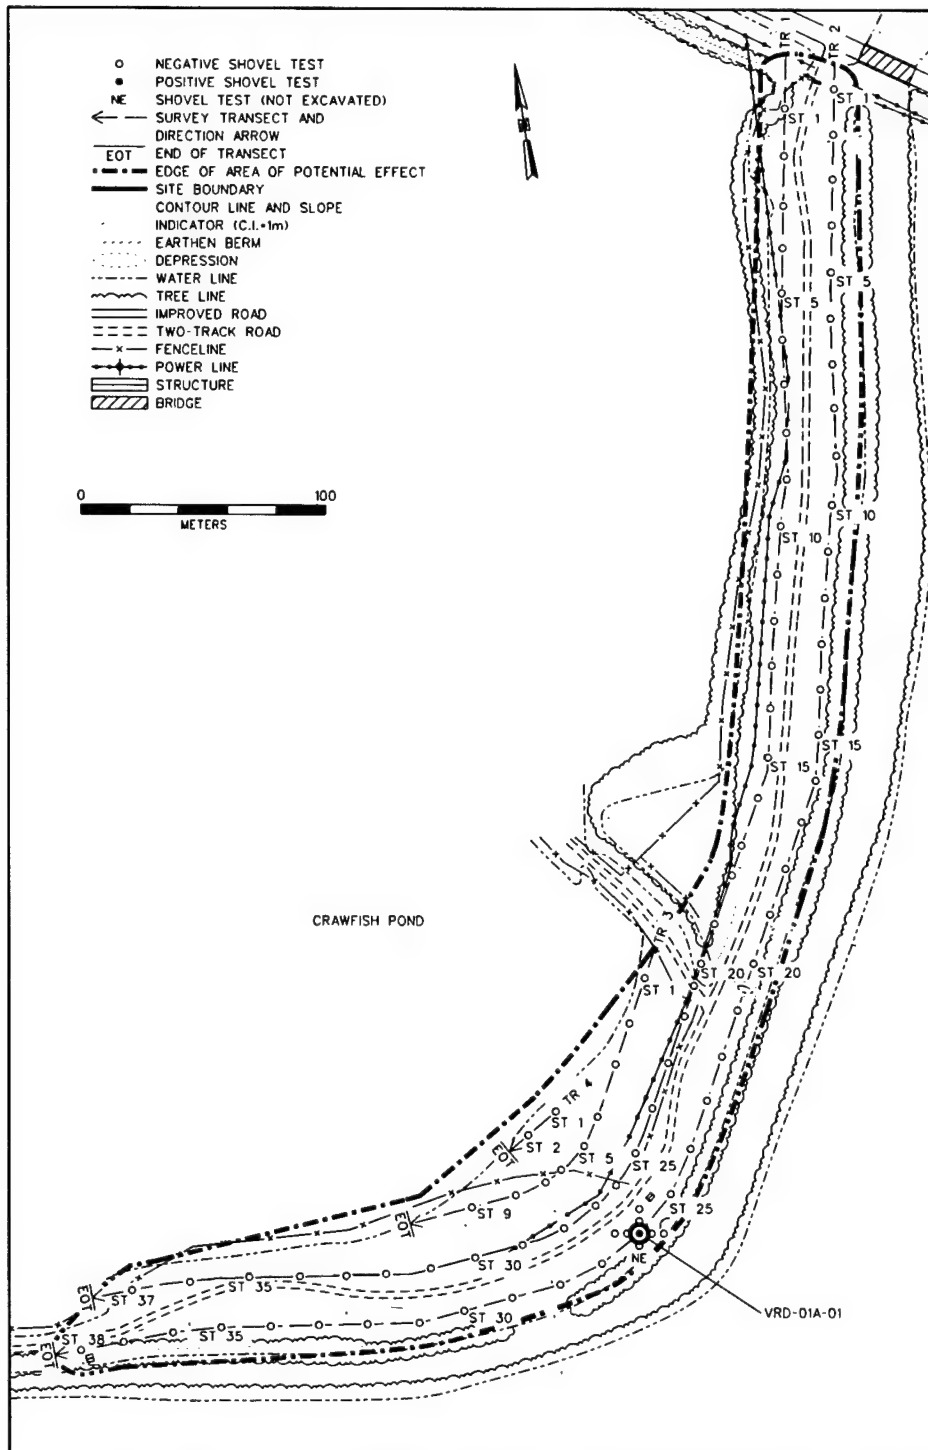 NEGATIVE SHOVEL TEST
POSITIVE SHOVEL TEST
NE SHOVEL TEST (NOT EXCAVATED)
SURVEY TRANSECT AND
DIRECTION ARROW
EOT END OF TRANSECT
EDGE OF AREA OF POTENTIAL EFFECT
SITE BOUNDARY
CONTOUR LINE AND SLOPE
INDICATOR (C.I.=1m)
EARTHEN BERM
DEPRESSION
WATER LINE
TREE LINE
IMPROVED ROAD
TWO-TRACK ROAD
FENCELINE
POWER LINE
STRUCTURE
BRIDGE
0 100
METERS
TR 1
TR 2
ST 1
ST 1
ST 5
ST 5
ST 10
ST 10
ST 15
ST 15
CRAWFISH POND
TR 3
ST 1
ST 20
ST 20
TR 4
ST 1
ST 2
EOT
ST 5
ST 25
ST 25
ST 9
EOT
NE
ST 30
ST 35
ST 37
EOT
ST 30
VRD-01A-01
ST 35
ST 38
EOT